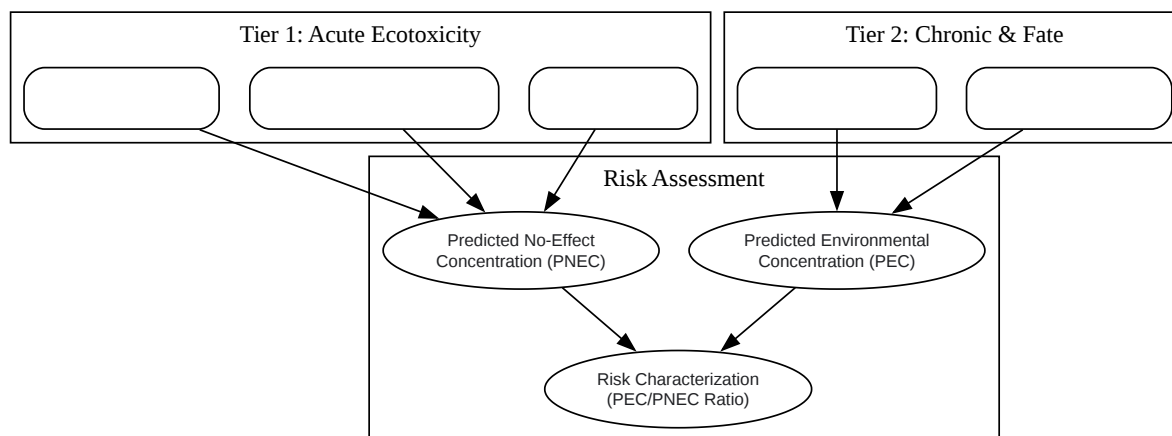 Tier 1: Acute Ecotoxicity
Tier 2: Chronic & Fate
Risk Assessment
Predicted No-Effect
Concentration (PNEC)
Predicted Environmental
Concentration (PEC)
Risk Characterization
(PEC/PNEC Ratio)